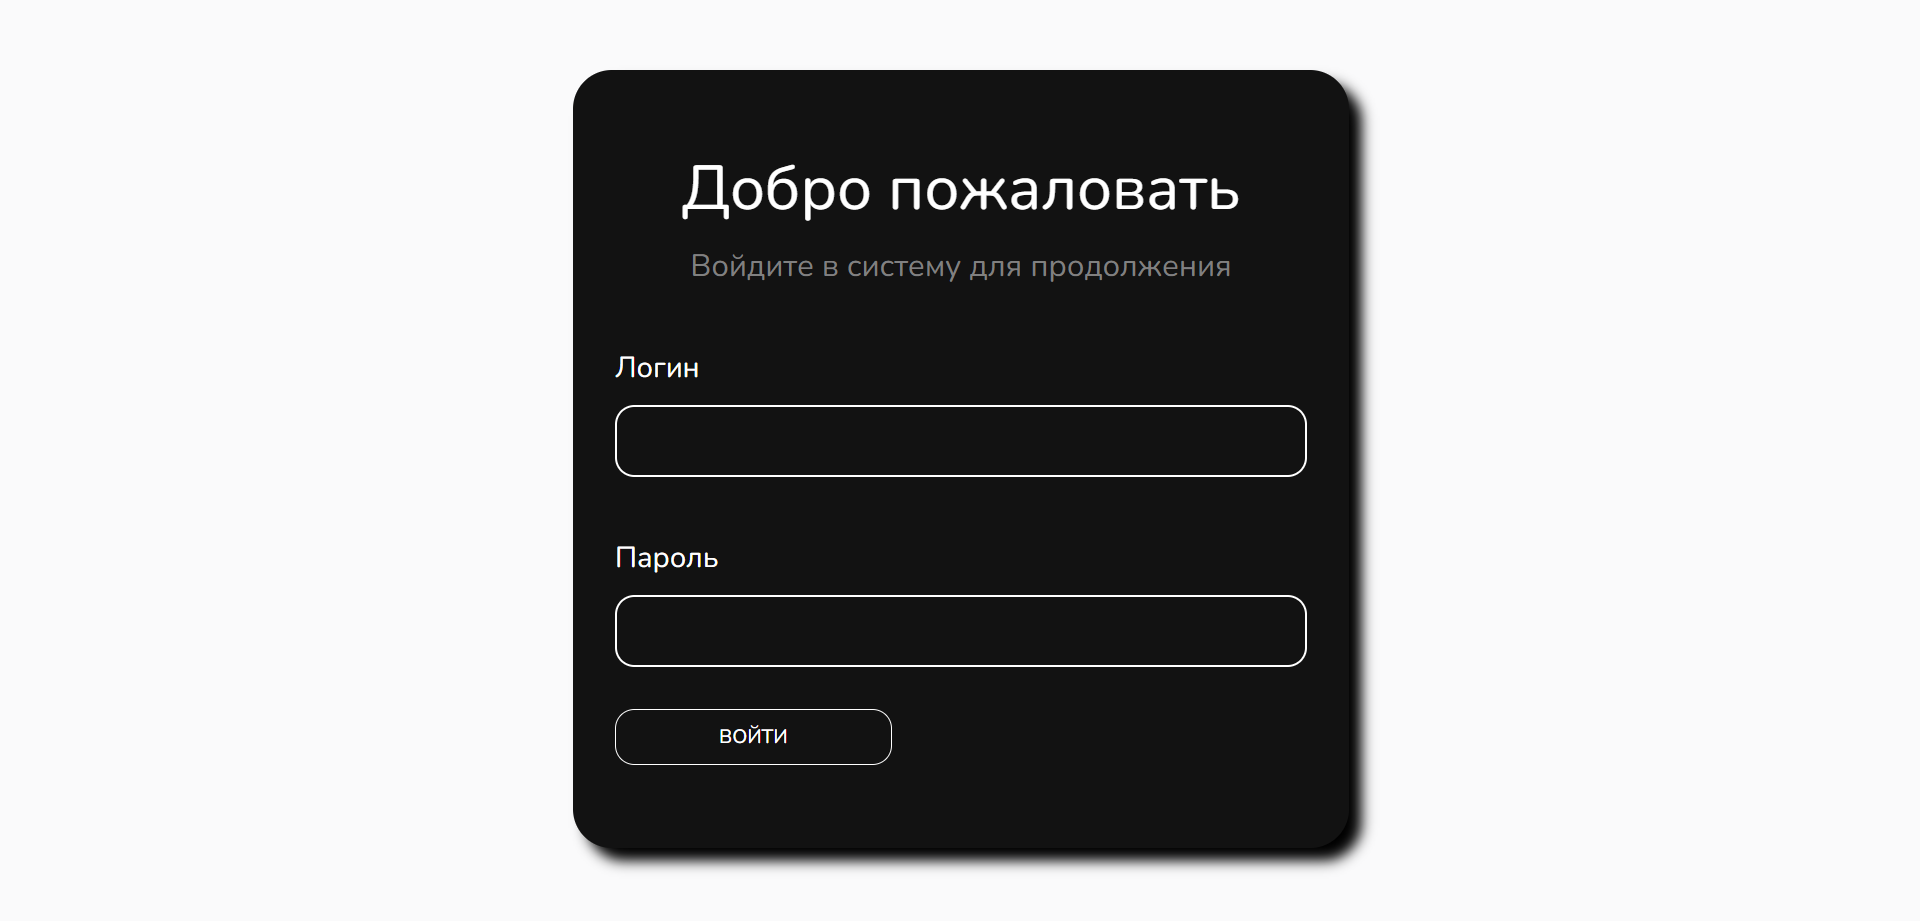 Добро пожаловать
Войдите в систему для продолжения
Логин
Пароль
ВОЙТИ